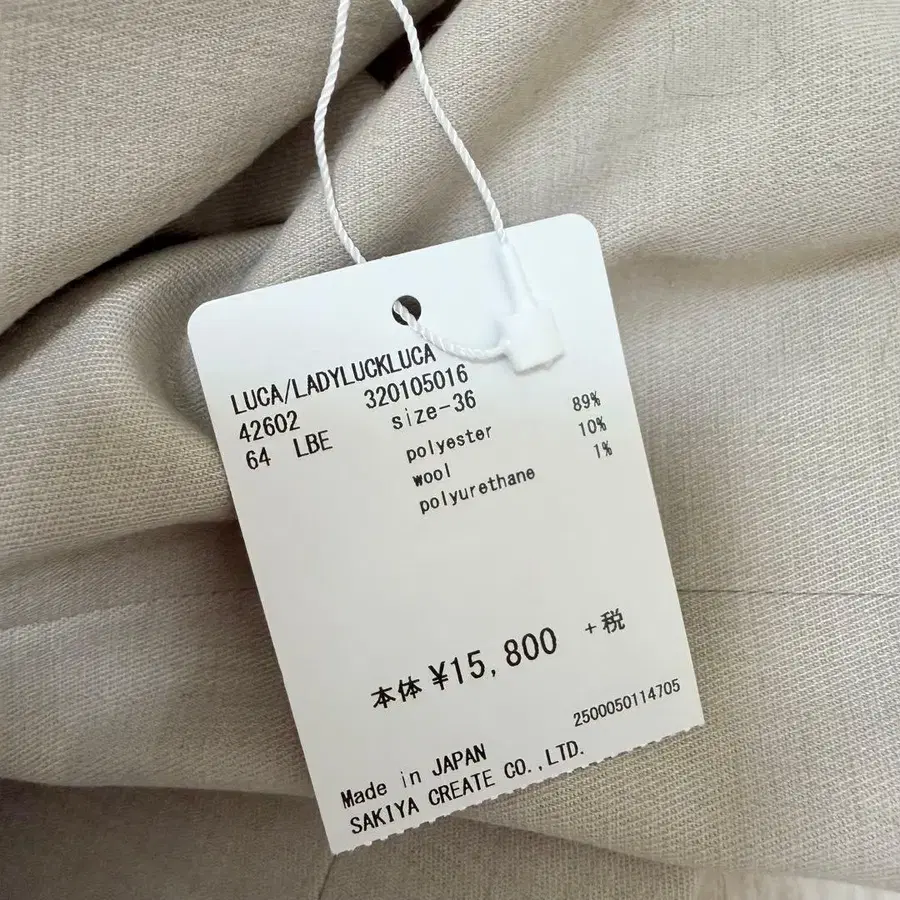 LUCA/LADYLUCKLUCA
42602 320105016
64 LBE size-36
polyester 89%
wool 10%
polyurethane 1%
本体 ¥15,800 +税
2500050114705
Made in JAPAN
SAKIYA CREATE CO.,LTD.